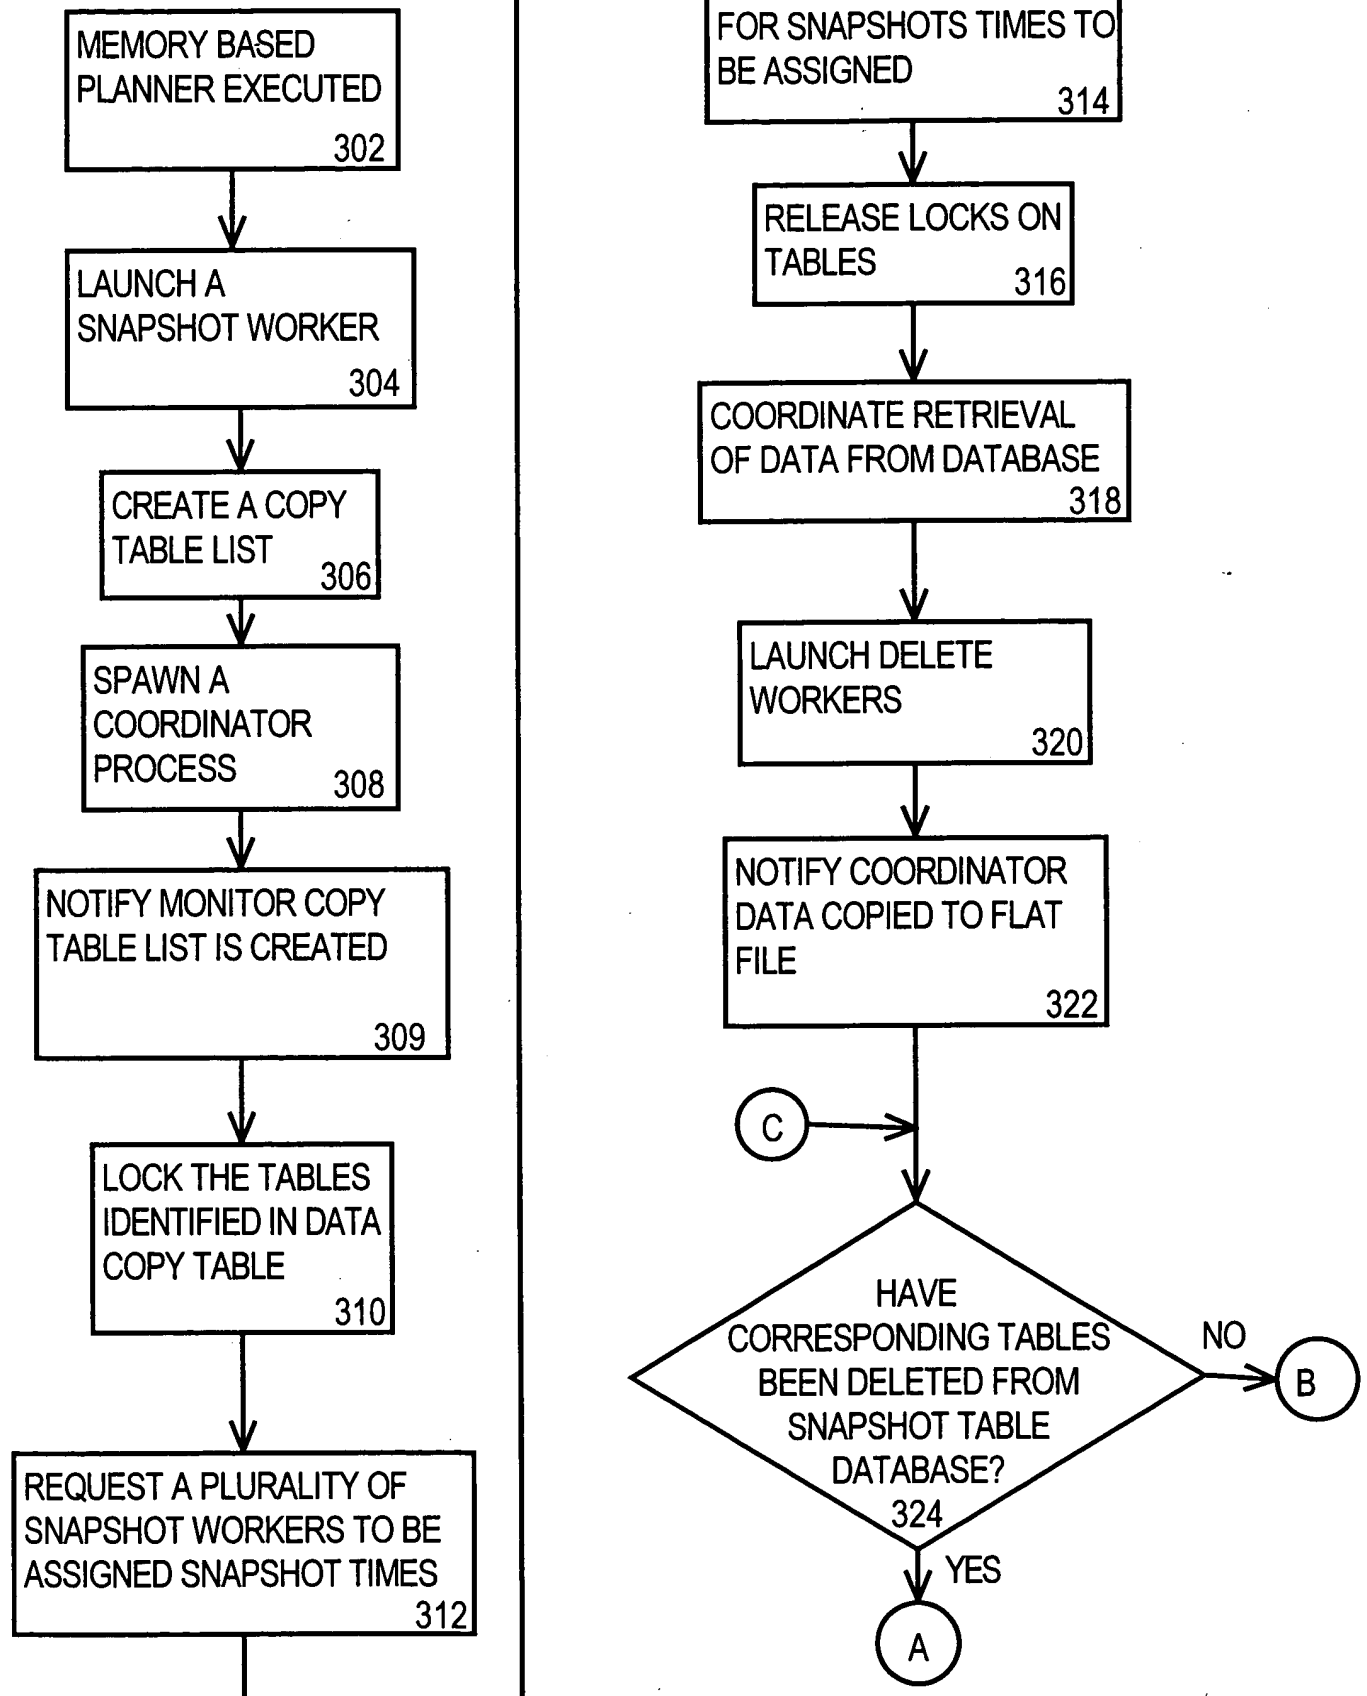 MEMORY BASED
PLANNER EXECUTED
302
LAUNCH A
SNAPSHOT WORKER
304
CREATE A COPY
TABLE LIST
306
SPAWN A
COORDINATOR
PROCESS
308
NOTIFY MONITOR COPY
TABLE LIST IS CREATED
309
LOCK THE TABLES
IDENTIFIED IN DATA
COPY TABLE
310
REQUEST A PLURALITY OF
SNAPSHOT WORKERS TO BE
ASSIGNED SNAPSHOT TIMES
312
FOR SNAPSHOTS TIMES TO
BE ASSIGNED
314
RELEASE LOCKS ON
TABLES
316
COORDINATE RETRIEVAL
OF DATA FROM DATABASE
318
LAUNCH DELETE
WORKERS
320
NOTIFY COORDINATOR
DATA COPIED TO FLAT
FILE
322
C
HAVE
CORRESPONDING TABLES
BEEN DELETED FROM
SNAPSHOT TABLE
DATABASE?
324
NO
B
YES
A